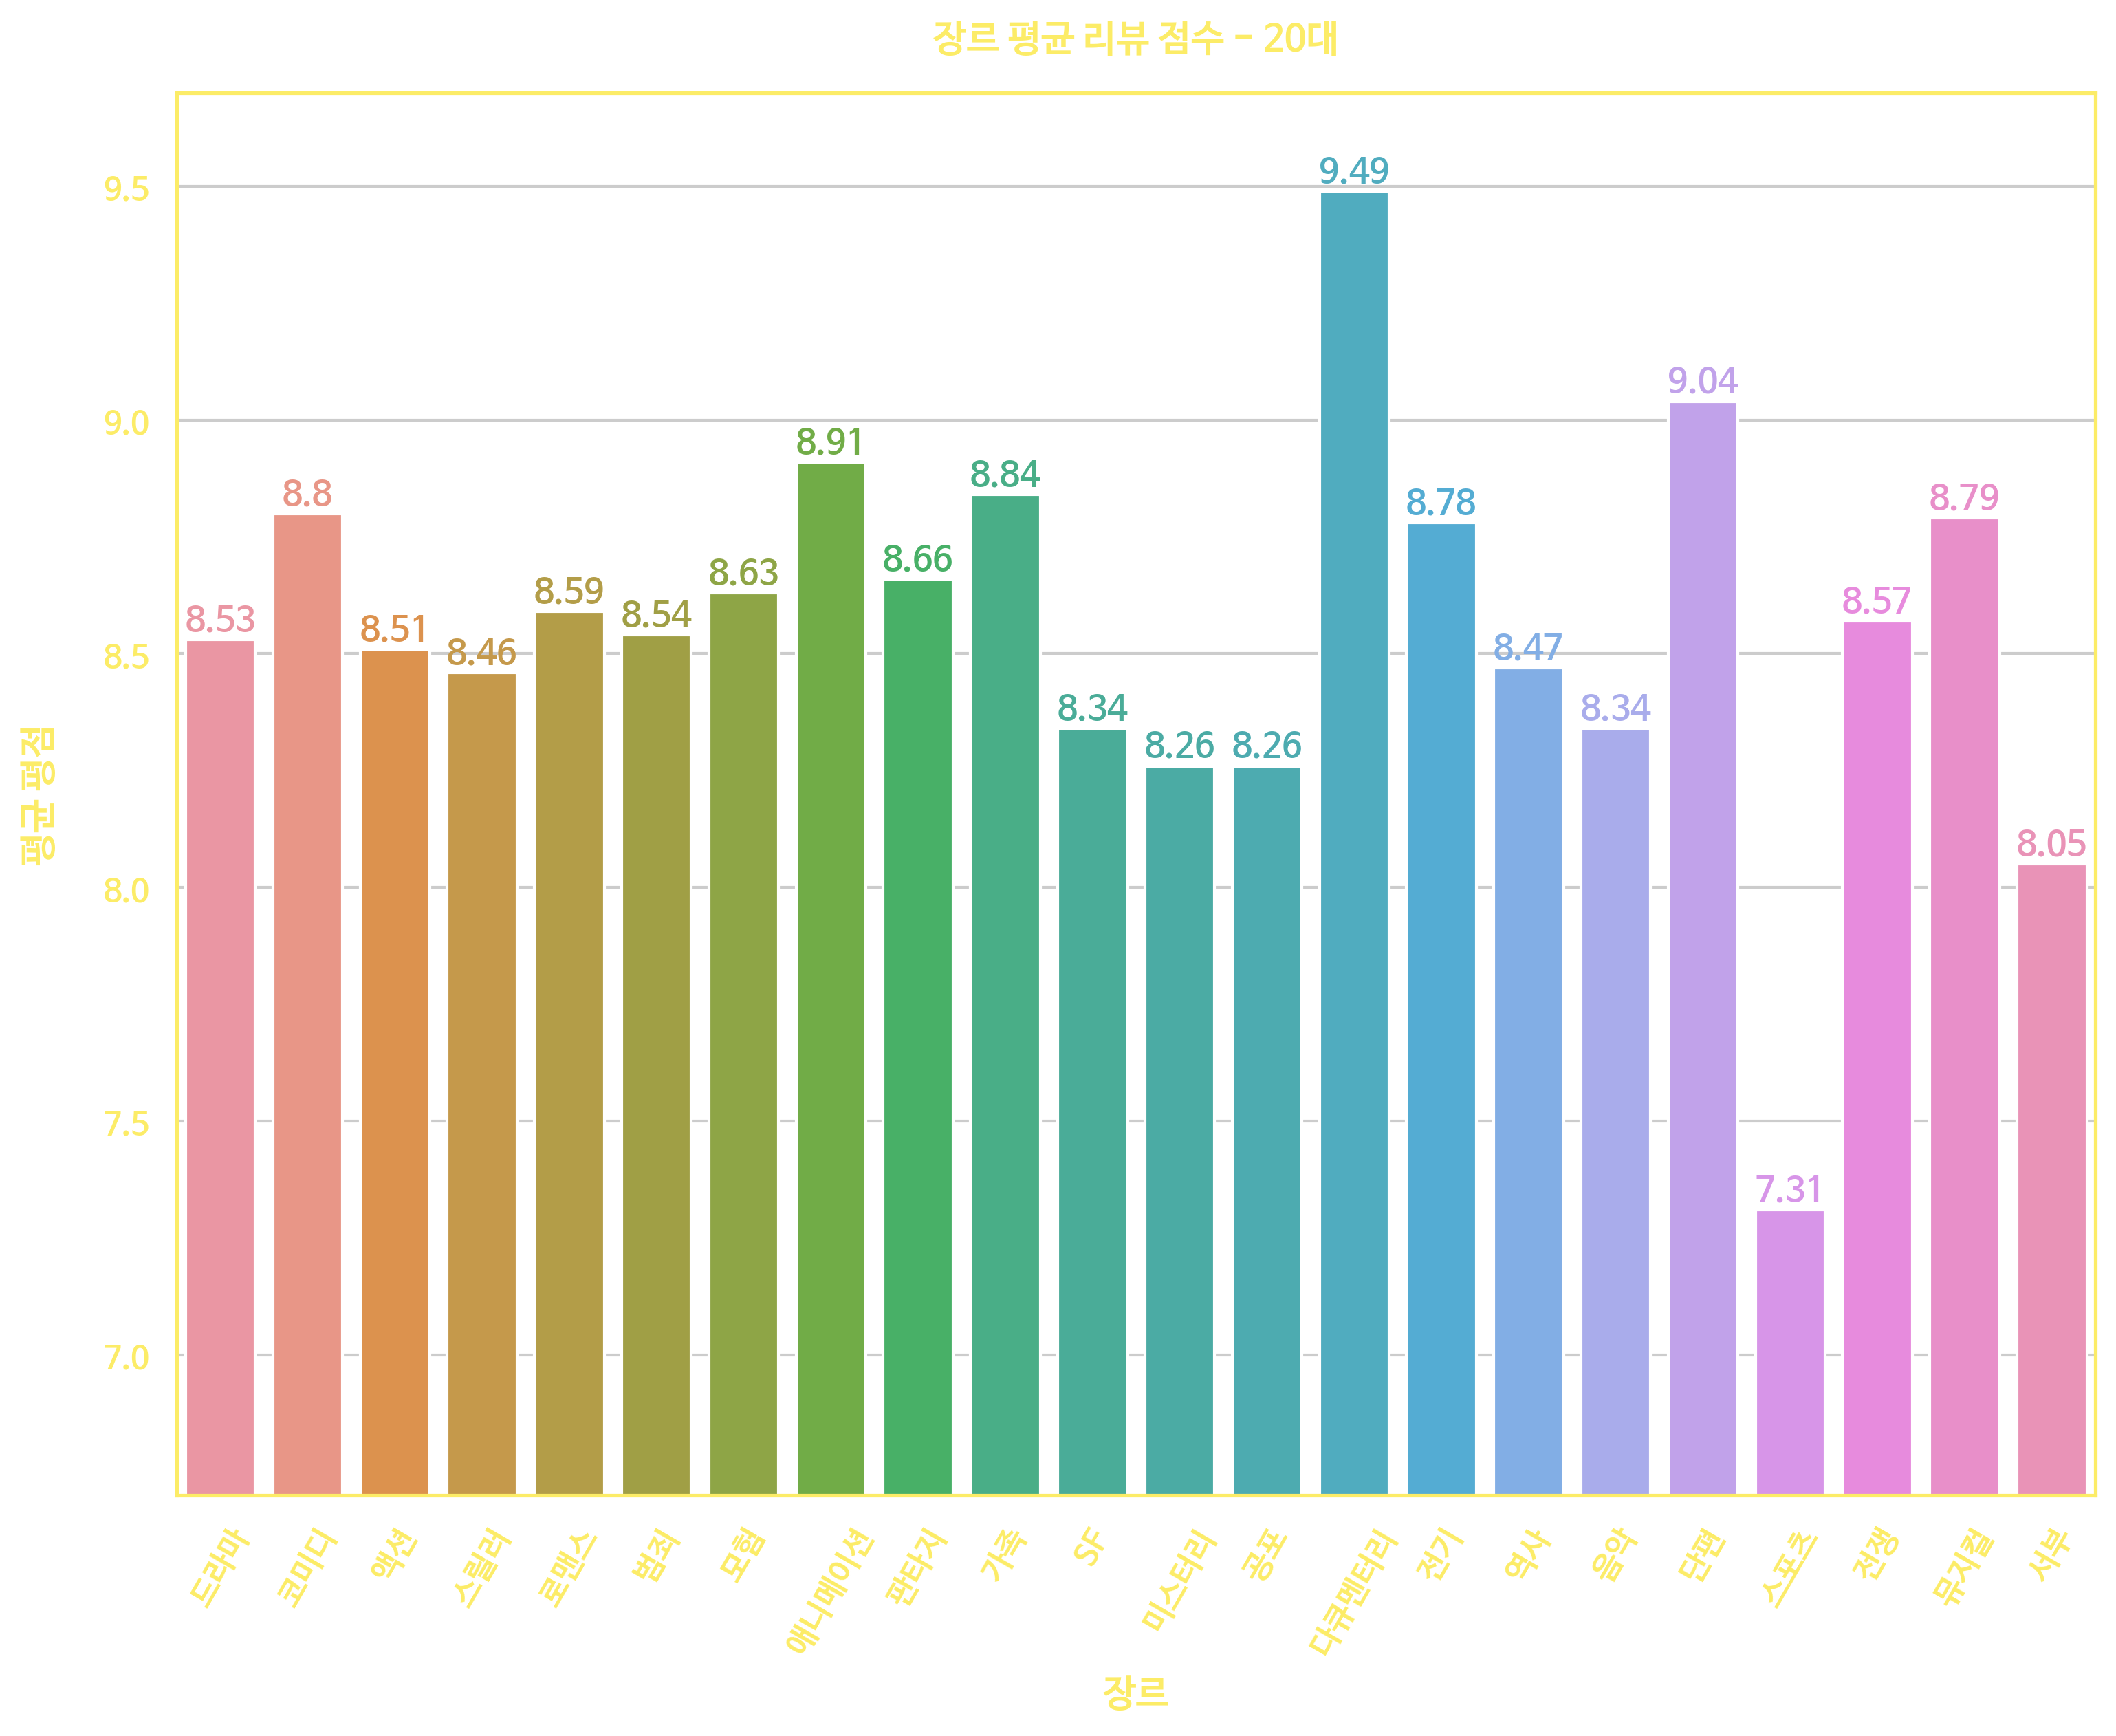 장르 평균 리뷰 점수 - 20대
평균 평점
9.5
9.0
8.5
8.0
7.5
7.0
8.53
8.8
8.51
8.46
8.59
8.54
8.63
8.91
8.66
8.84
8.34
8.26
8.26
9.49
8.78
8.47
8.34
9.04
7.31
8.57
8.79
8.05
드라마
코미디
액션
스릴러
로맨스
범죄
모험
애니메이션
판타지
가족
SF
미스터리
공포
다큐멘터리
전기
역사
음악
단편
스포츠
전쟁
뮤지컬
서부
장르